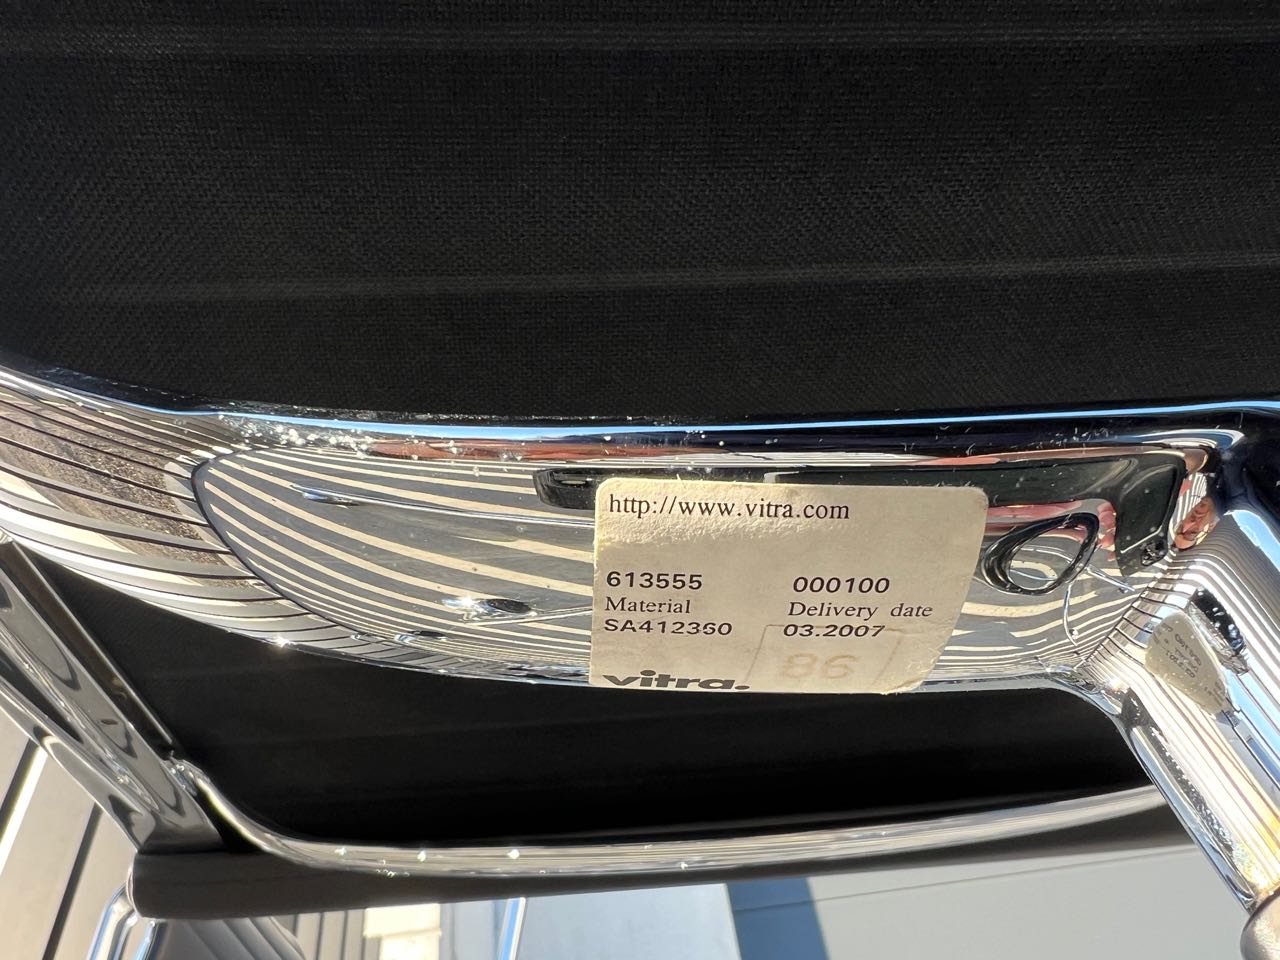 http://www.vitra.com
613555 000100
Material Delivery date
SA412360 03.2007
86
vitra.